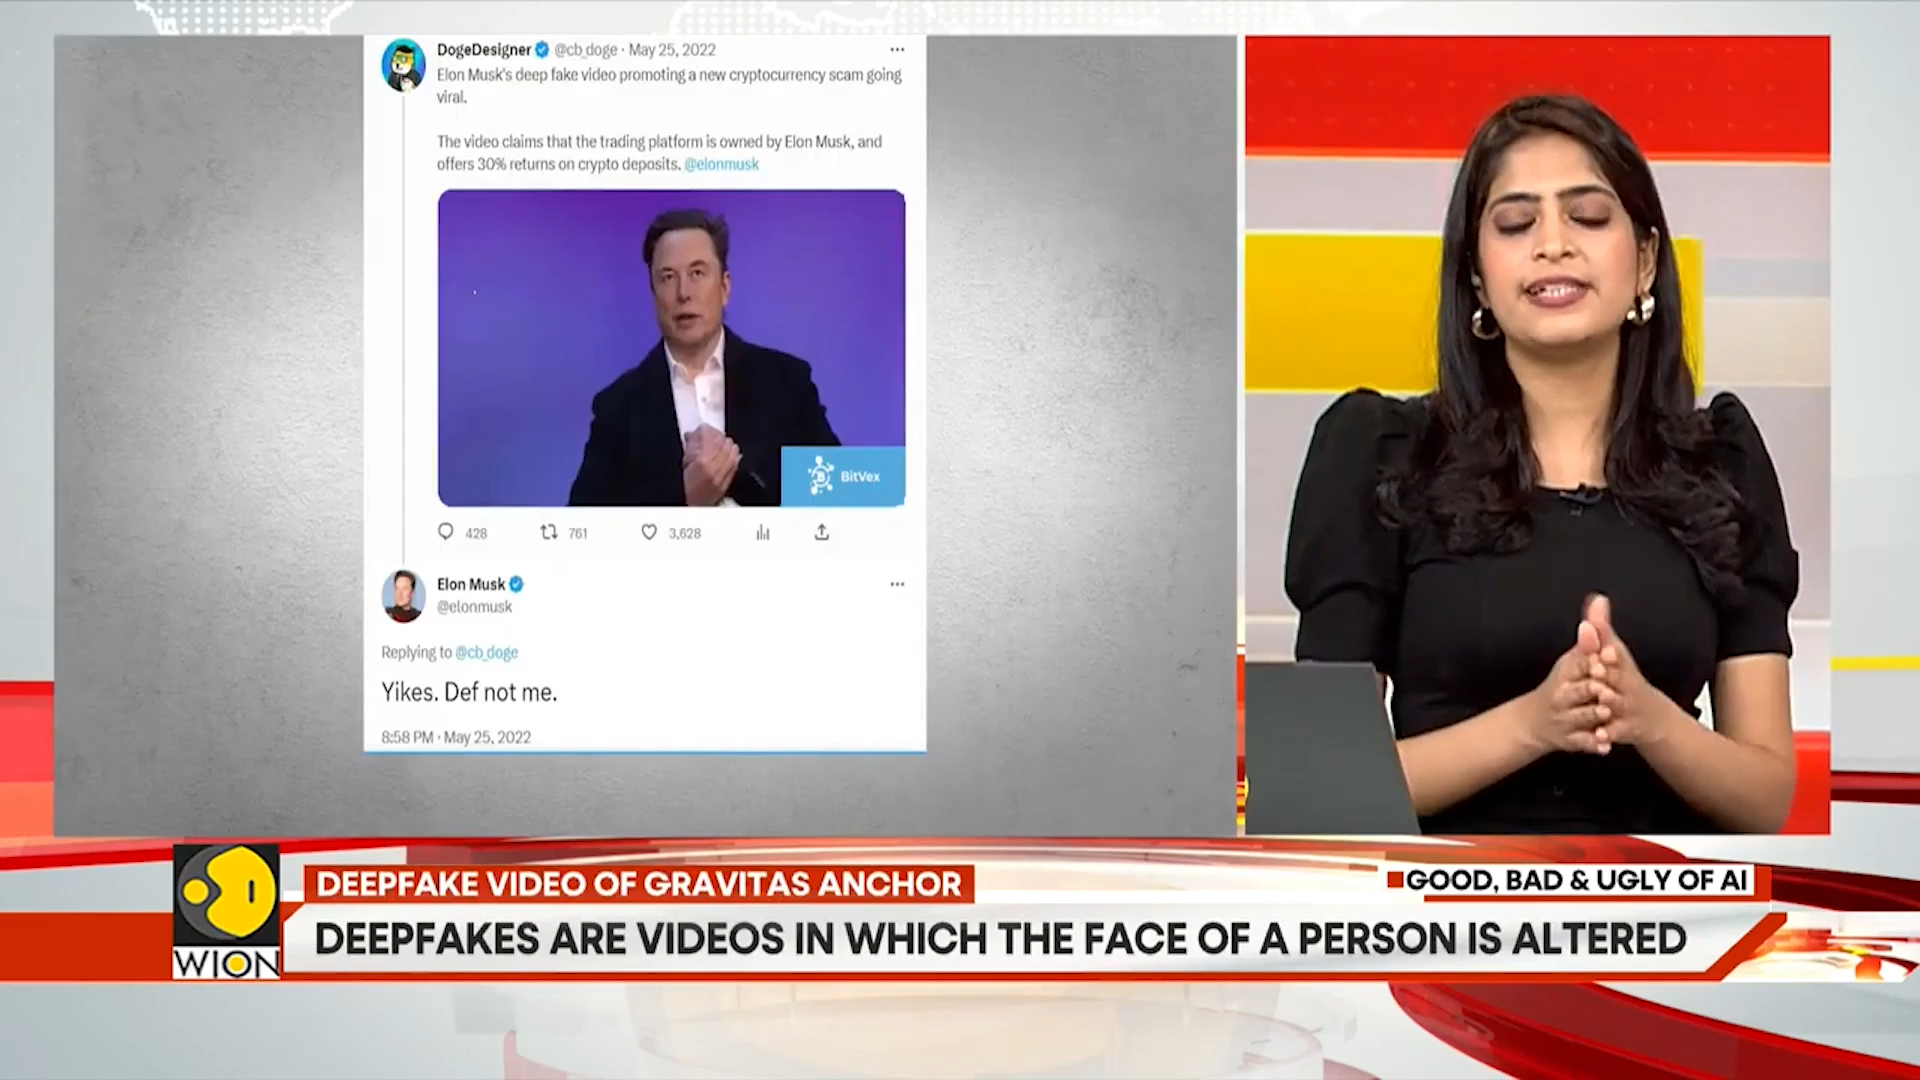 DogeDesigner @cb_doge · May 25, 2022
Elon Musk's deep fake video promoting a new cryptocurrency scam going
viral.
The video claims that the trading platform is owned by Elon Musk, and
offers 30% returns on crypto deposits. @elonmusk
BitVex
428 761 3,628
Elon Musk
@elonmusk
Replying to @cb_doge
Yikes. Def not me.
8:58 PM · May 25, 2022
DEEPFAKE VIDEO OF GRAVITAS ANCHOR
GOOD, BAD & UGLY OF AI
DEEPFAKES ARE VIDEOS IN WHICH THE FACE OF A PERSON IS ALTERED
WION